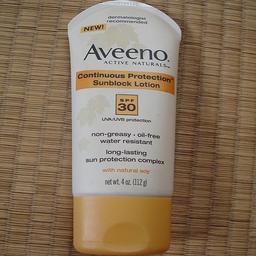 dermatologist
recommended
NEW!
Aveeno
ACTIVE NATURALS
Continuous Protection
Sunblock Lotion
SPF
30
UVA/UVB protection
non-greasy • oil-free
water resistant
long-lasting
sun protection complex
with natural soy
net wt. 4 oz. (112g)